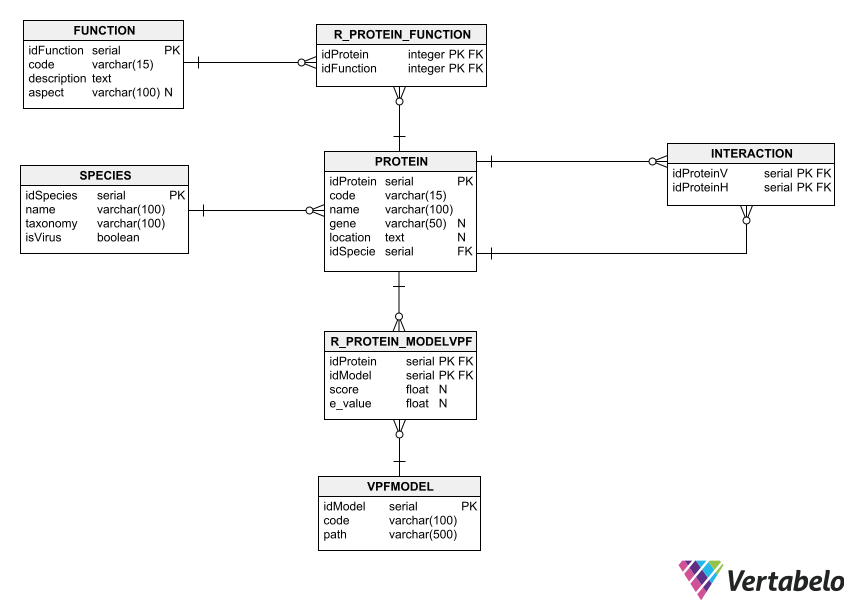 FUNCTION
idFunction serial PK
code varchar(15)
description text
aspect varchar(100) N
R_PROTEIN_FUNCTION
idProtein integer PK FK
idFunction integer PK FK
SPECIES
idSpecies serial PK
name varchar(100)
taxonomy varchar(100)
isVirus boolean
PROTEIN
idProtein serial PK
code varchar(15)
name varchar(100)
gene varchar(50) N
location text N
idSpecie serial FK
INTERACTION
idProteinV serial PK FK
idProteinH serial PK FK
R_PROTEIN_MODELVPF
idProtein serial PK FK
idModel serial PK FK
score float N
e_value float N
VPFMODEL
idModel serial PK
code varchar(100)
path varchar(500)
Vertabelo